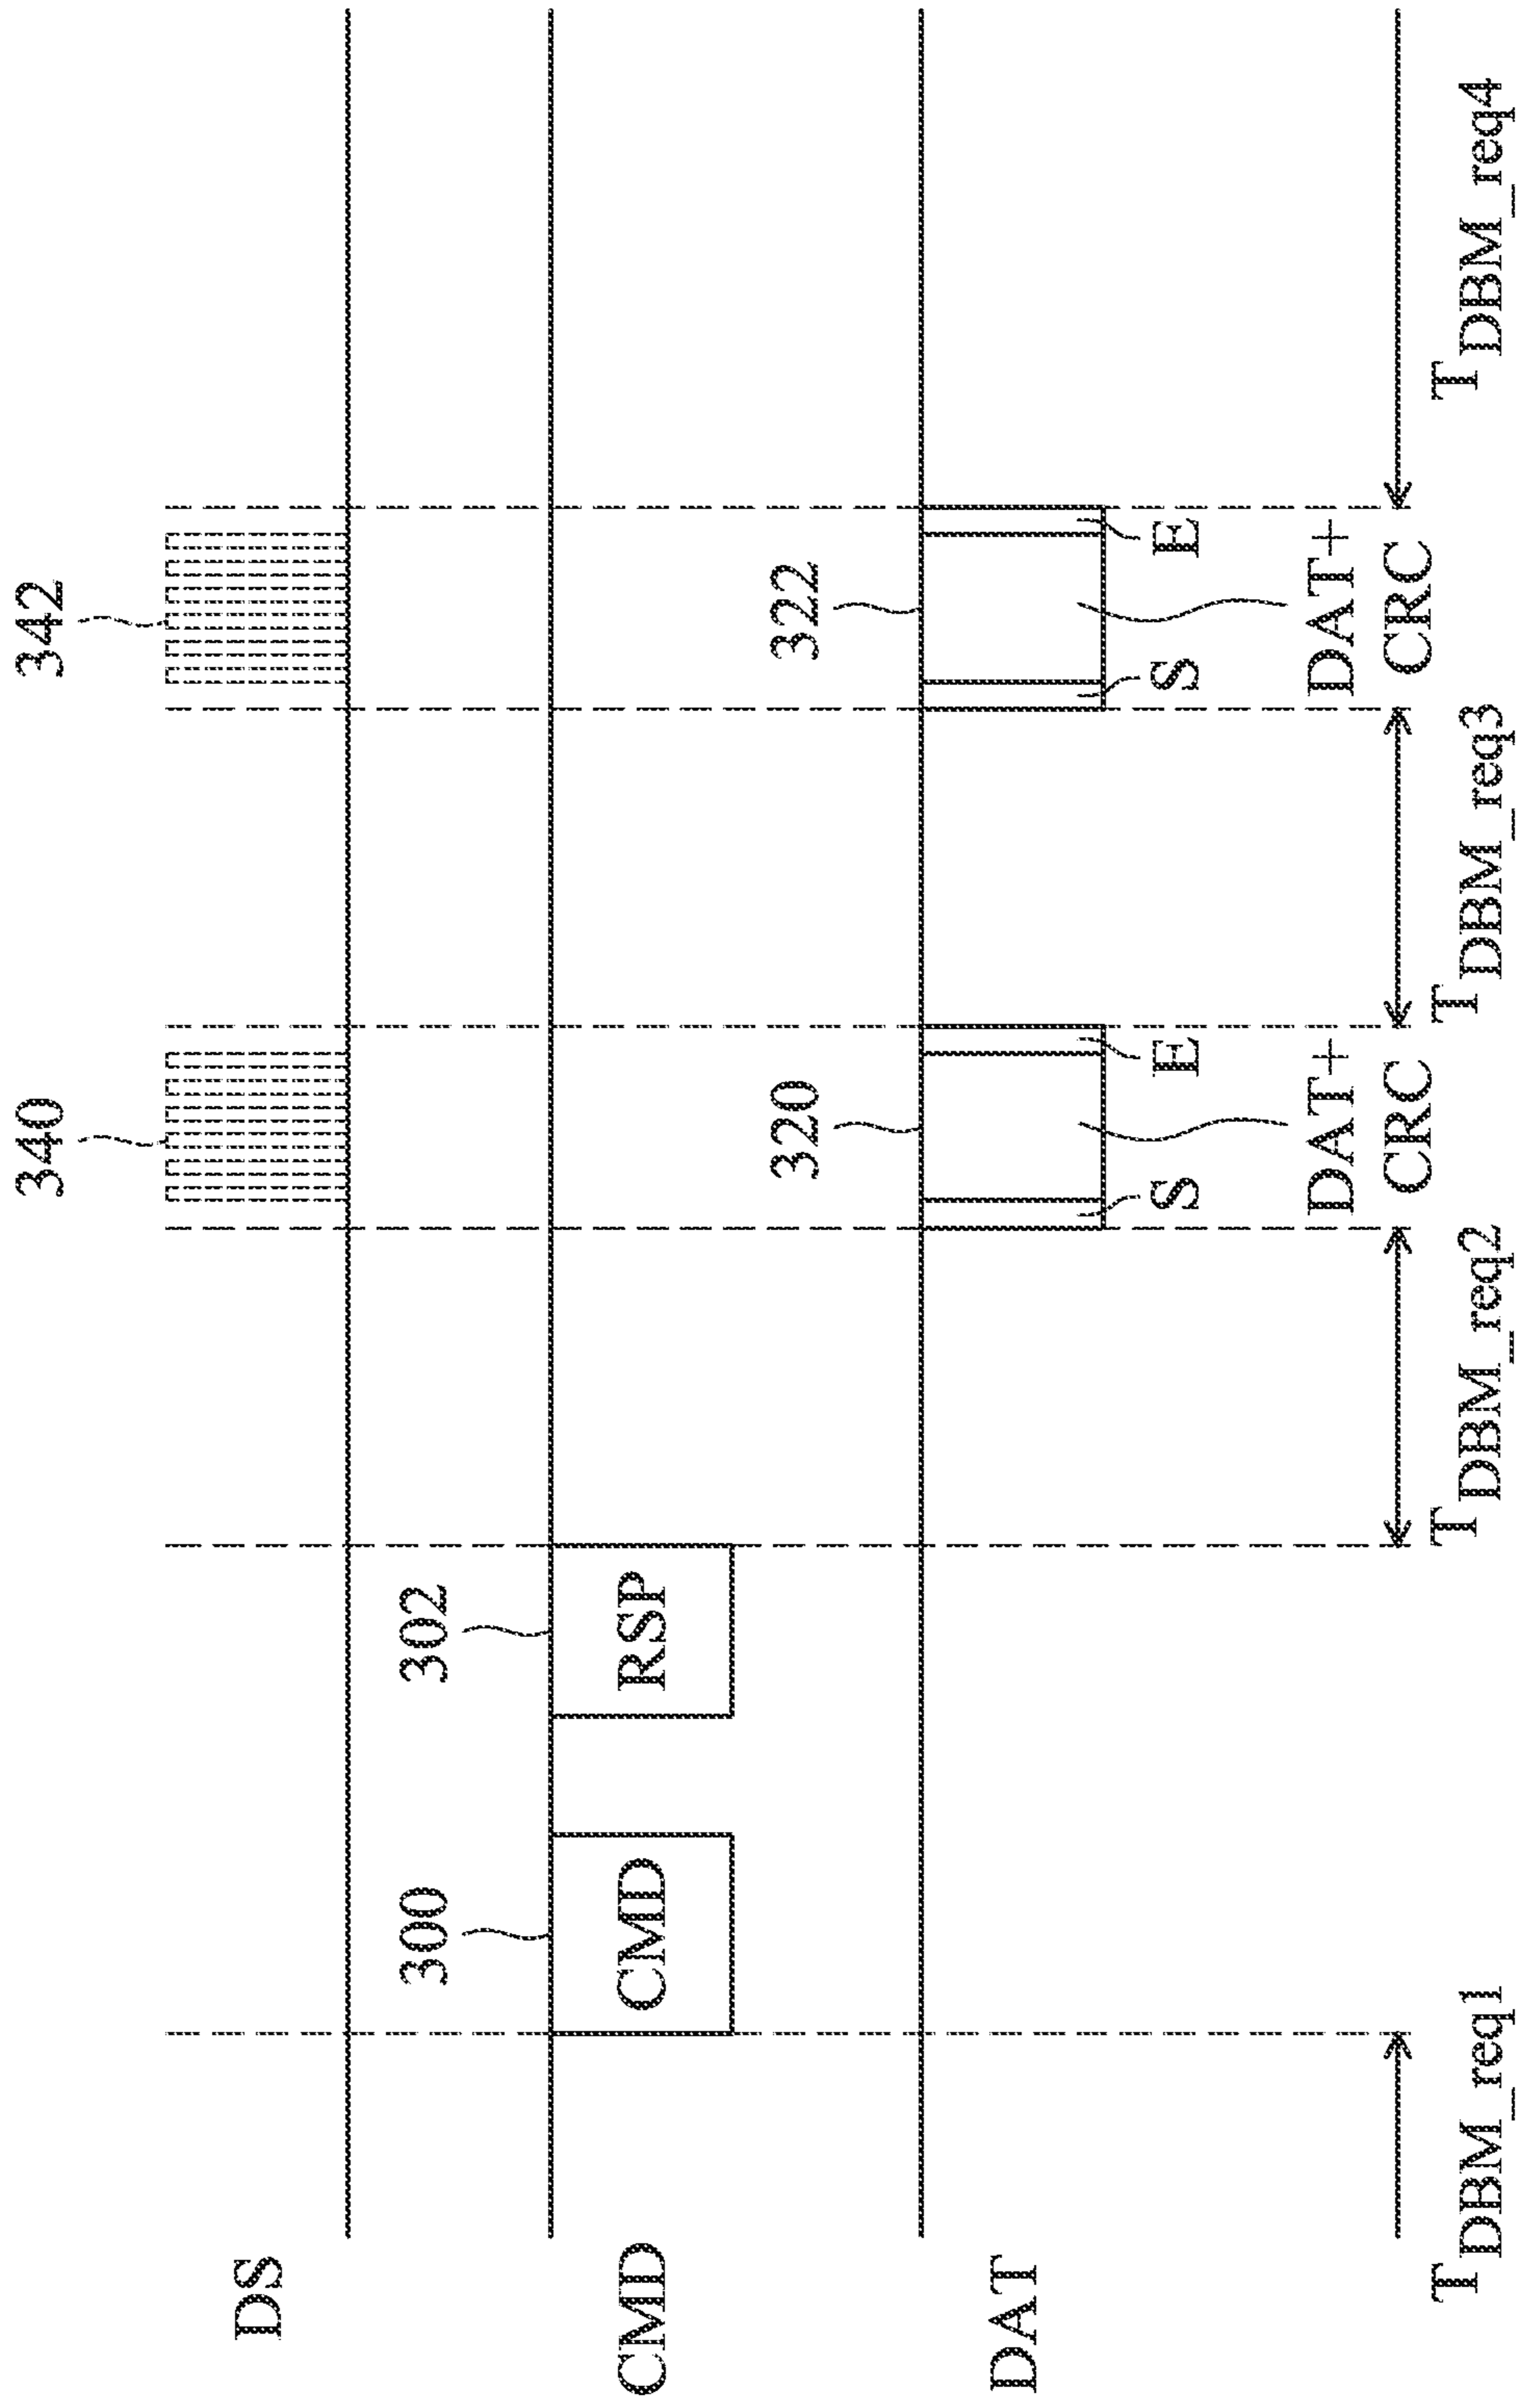 340
342
DS
300
302
CMD
CMD
RSP
320
322
DAT
S
E
S
E
DAT+
CRC
DAT+
CRC
TDBM_req1
TDBM_req2
TDBM_req3
TDBM_req4